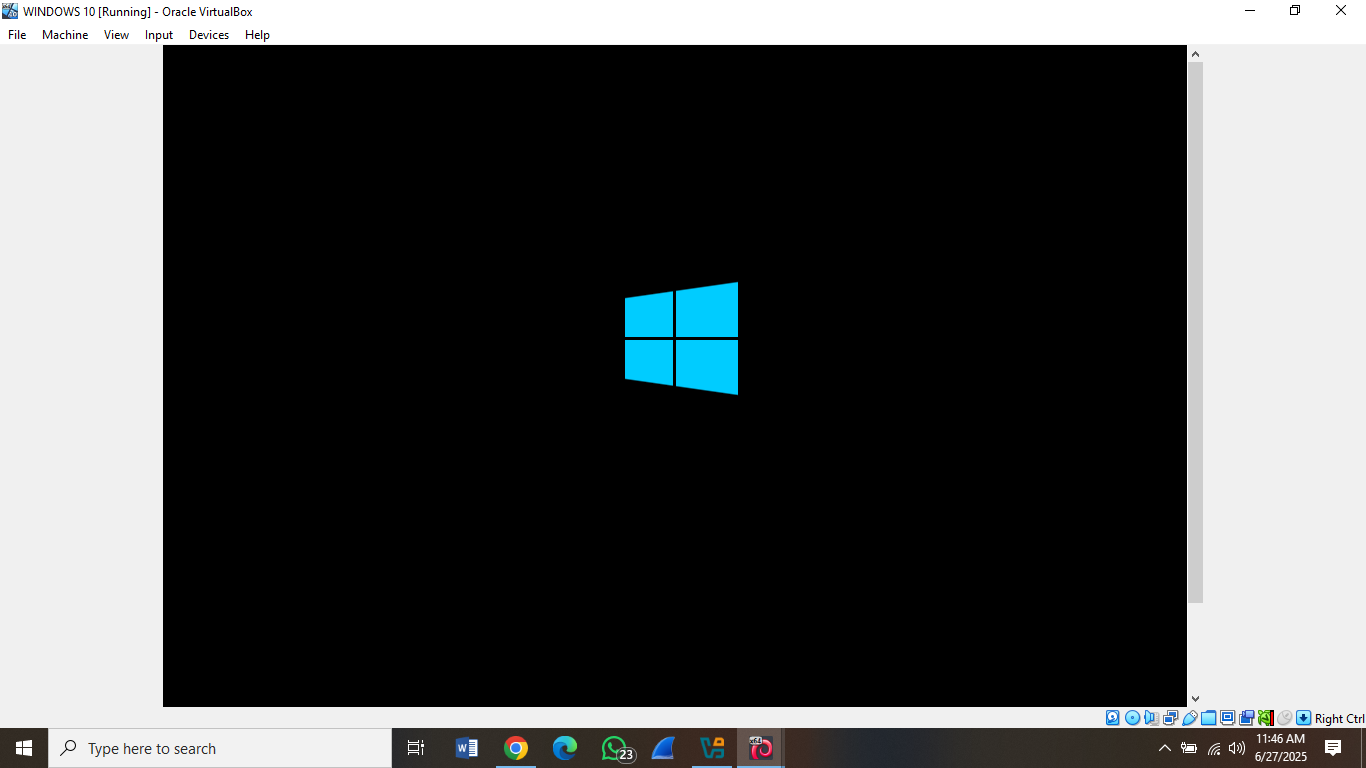 WINDOWS 10 [Running] - Oracle VirtualBox
File Machine View Input Devices Help
Right Ctrl
Type here to search
23
11:46 AM
6/27/2025